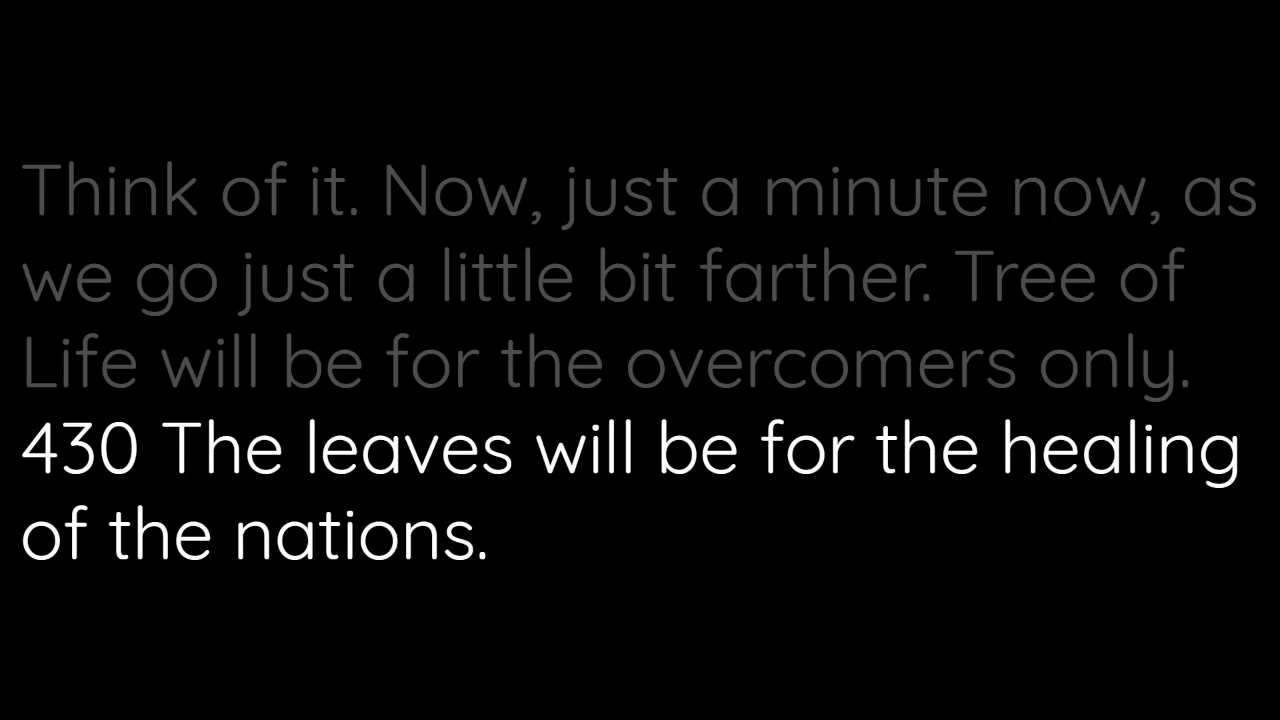 Think of it. Now, just a minute now, as
we go just a little bit farther. Tree of
Life will be for the overcomers only.
430 The leaves will be for the healing
of the nations.